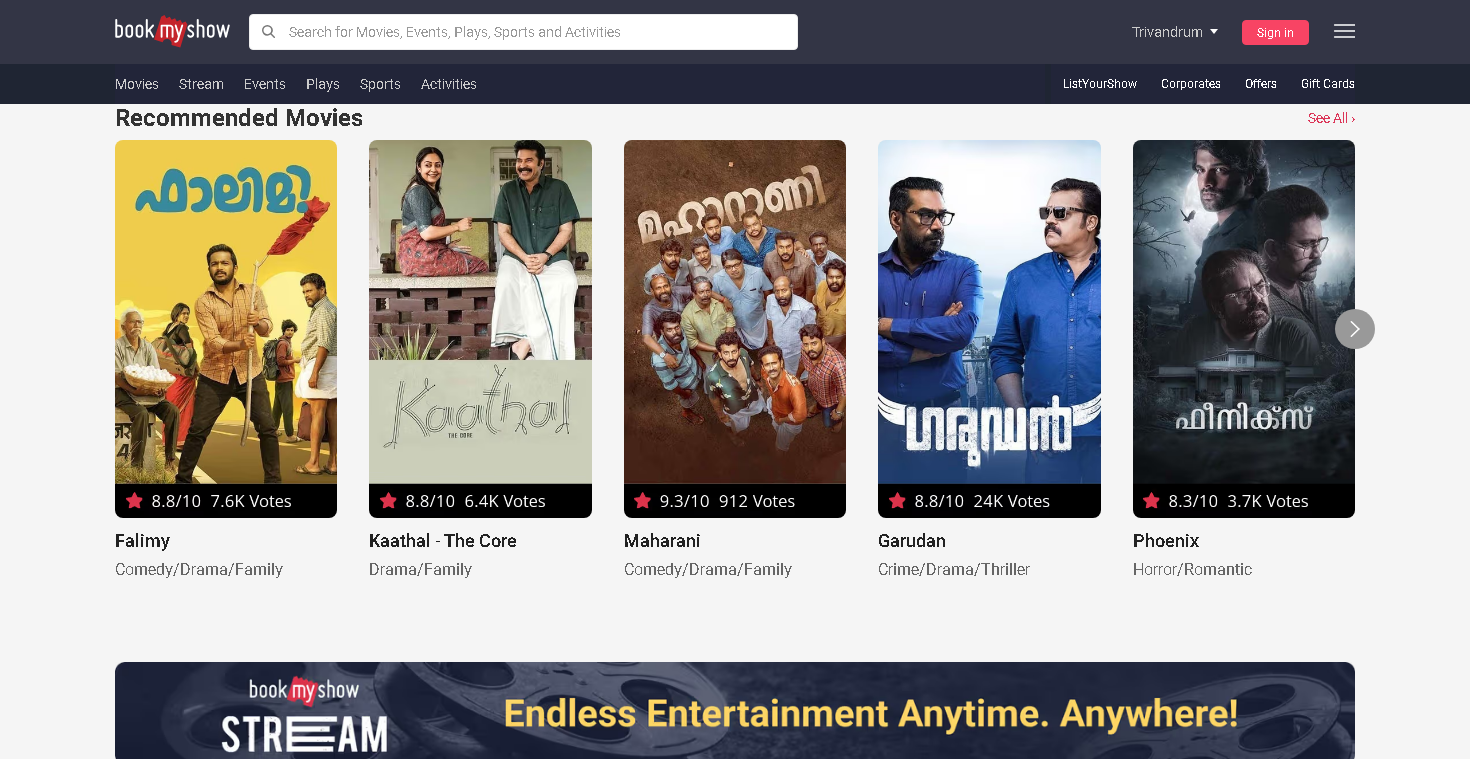 book my show
Search for Movies, Events, Plays, Sports and Activities
Trivandrum
Sign in
Movies Stream Events Plays Sports Activities
ListYourShow Corporates Offers Gift Cards
Recommended Movies
See All ›
ഫാലിമി
8.8/10 7.6K Votes
Falimy
Comedy/Drama/Family
Kaathal
THE CORE
8.8/10 6.4K Votes
Kaathal - The Core
Drama/Family
മഹാറാണി
9.3/10 912 Votes
Maharani
Comedy/Drama/Family
ഗരുഡൻ
8.8/10 24K Votes
Garudan
Crime/Drama/Thriller
ഫീനിക്സ്
8.3/10 3.7K Votes
Phoenix
Horror/Romantic
book my show
STREAM
Endless Entertainment Anytime. Anywhere!